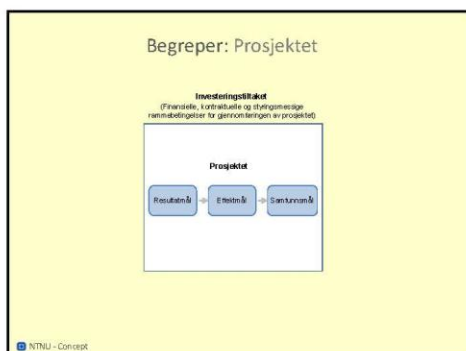 Begreper: Prosjektet
Investeringstiltaket
(Finansielle, kontraktuelle og styringsmessige
rammebetingelser for gjennomføringen av prosjektet)
Prosjektet
Resultatmål
Effektmål
Samfunnsmål
NTNU - Concept